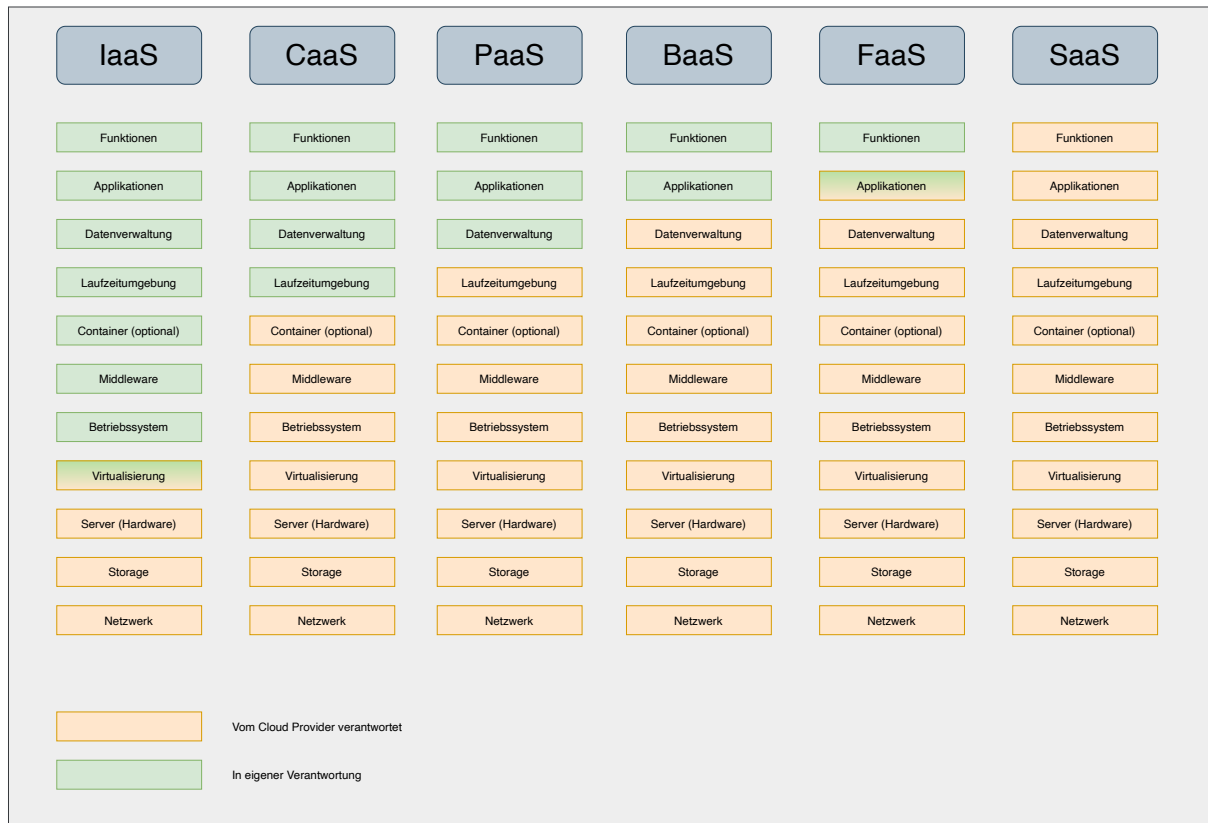 IaaS CaaS PaaS BaaS FaaS SaaS
Funktionen Funktionen Funktionen Funktionen Funktionen Funktionen
Applikationen Applikationen Applikationen Applikationen Applikationen Applikationen
Datenverwaltung Datenverwaltung Datenverwaltung Datenverwaltung Datenverwaltung Datenverwaltung
Laufzeitumgebung Laufzeitumgebung Laufzeitumgebung Laufzeitumgebung Laufzeitumgebung Laufzeitumgebung
Container (optional) Container (optional) Container (optional) Container (optional) Container (optional) Container (optional)
Middleware Middleware Middleware Middleware Middleware Middleware
Betriebssystem Betriebssystem Betriebssystem Betriebssystem Betriebssystem Betriebssystem
Virtualisierung Virtualisierung Virtualisierung Virtualisierung Virtualisierung Virtualisierung
Server (Hardware) Server (Hardware) Server (Hardware) Server (Hardware) Server (Hardware) Server (Hardware)
Storage Storage Storage Storage Storage Storage
Netzwerk Netzwerk Netzwerk Netzwerk Netzwerk Netzwerk
Vom Cloud Provider verantwortet
In eigener Verantwortung